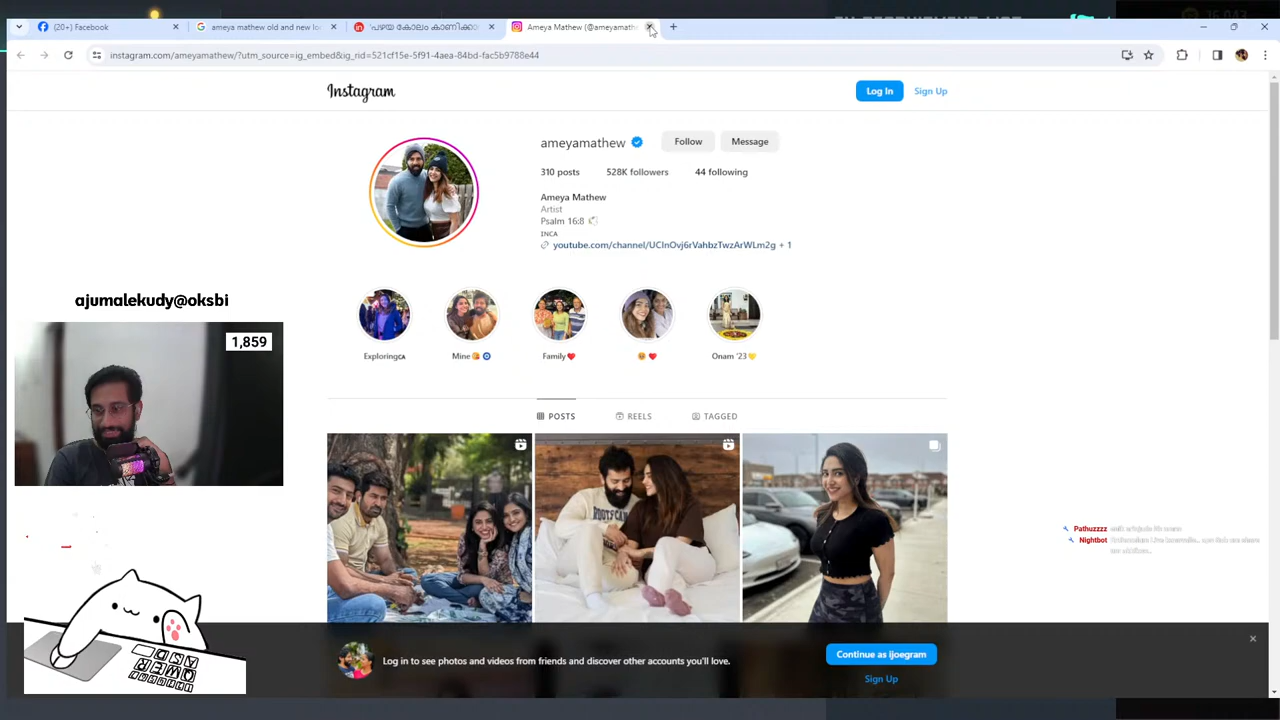 (20+) Facebook
ameya mathew old and new lo
'പഴയ കോലം കാണിക്കാ
Ameya Mathew (@ameyamath
instagram.com/ameyamathew/?utm_source=ig_embed&ig_rid=521cf15e-5f91-4aea-84bd-fac5b9788e44
Instagram
Log In
Sign Up
ameyamathew
Follow
Message
310 posts
528K followers
44 following
Ameya Mathew
Artist
Psalm 16:8
INCA
youtube.com/channel/UCInOvj6rVahbzTwzArWLm2g + 1
ajumalekudy@oksbi
1,859
Exploringᴄᴀ
Mine
Family
Onam '23
POSTS
REELS
TAGGED
ROOTS CAN
Pathuzzzz
Nightbot
Log in to see photos and videos from friends and discover other accounts you'll love.
Continue as ijoegram
Sign Up